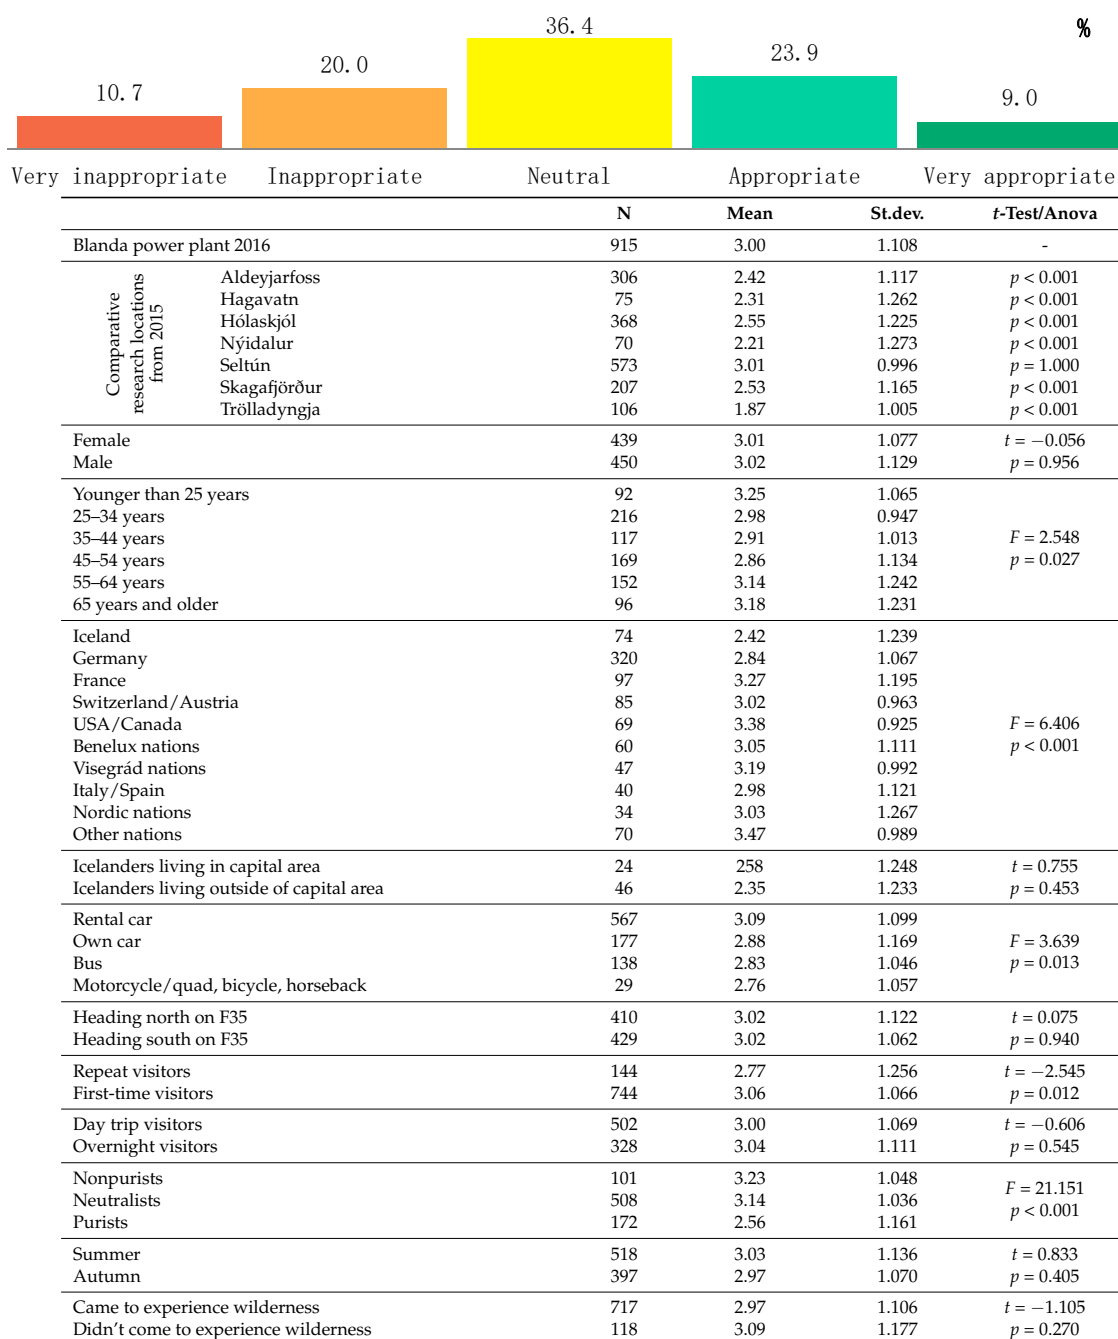 36.4 %
23.9
20.0
10.7 9.0
Very inappropriate Inappropriate Neutral Appropriate Very appropriate
N Mean St.dev. t-Test/Anova
Blanda power plant 2016 915 3.00 1.108 -
Comparative
research locations
from 2015
Aldeyjarfoss 306 2.42 1.117 p < 0.001
Hagavatn 75 2.31 1.262 p < 0.001
Hólaskjól 368 2.55 1.225 p < 0.001
Nýidalur 70 2.21 1.273 p < 0.001
Seltún 573 3.01 0.996 p = 1.000
Skagafjörður 207 2.53 1.165 p < 0.001
Trölladyngja 106 1.87 1.005 p < 0.001
Female 439 3.01 1.077 t = −0.056
Male 450 3.02 1.129 p = 0.956
Younger than 25 years 92 3.25 1.065
25–34 years 216 2.98 0.947
35–44 years 117 2.91 1.013 F = 2.548
45–54 years 169 2.86 1.134 p = 0.027
55–64 years 152 3.14 1.242
65 years and older 96 3.18 1.231
Iceland 74 2.42 1.239
Germany 320 2.84 1.067
France 97 3.27 1.195
Switzerland/Austria 85 3.02 0.963
USA/Canada 69 3.38 0.925 F = 6.406
Benelux nations 60 3.05 1.111 p < 0.001
Visegrád nations 47 3.19 0.992
Italy/Spain 40 2.98 1.121
Nordic nations 34 3.03 1.267
Other nations 70 3.47 0.989
Icelanders living in capital area 24 258 1.248 t = 0.755
Icelanders living outside of capital area 46 2.35 1.233 p = 0.453
Rental car 567 3.09 1.099
Own car 177 2.88 1.169 F = 3.639
Bus 138 2.83 1.046 p = 0.013
Motorcycle/quad, bicycle, horseback 29 2.76 1.057
Heading north on F35 410 3.02 1.122 t = 0.075
Heading south on F35 429 3.02 1.062 p = 0.940
Repeat visitors 144 2.77 1.256 t = −2.545
First-time visitors 744 3.06 1.066 p = 0.012
Day trip visitors 502 3.00 1.069 t = −0.606
Overnight visitors 328 3.04 1.111 p = 0.545
Nonpurists 101 3.23 1.048 F = 21.151
Neutralists 508 3.14 1.036 p < 0.001
Purists 172 2.56 1.161
Summer 518 3.03 1.136 t = 0.833
Autumn 397 2.97 1.070 p = 0.405
Came to experience wilderness 717 2.97 1.106 t = −1.105
Didn't come to experience wilderness 118 3.09 1.177 p = 0.270